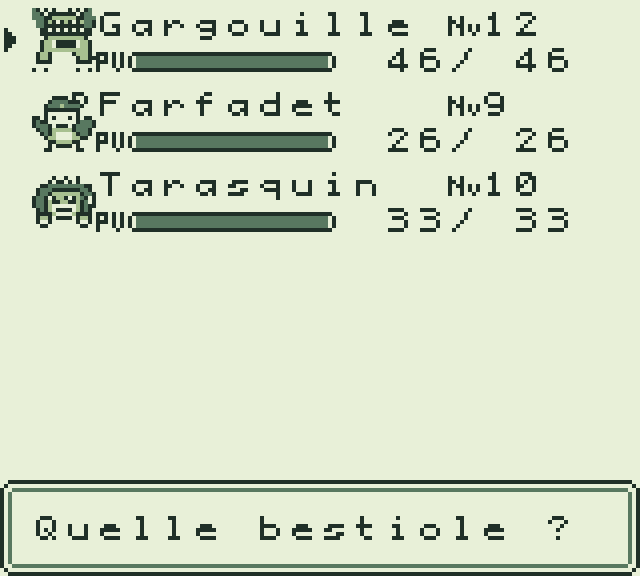 Gargouille Nv12
PV 46/ 46
Farfadet Nv9
PV 26/ 26
Tarasquin Nv10
PV 33/ 33
Quelle bestiole ?